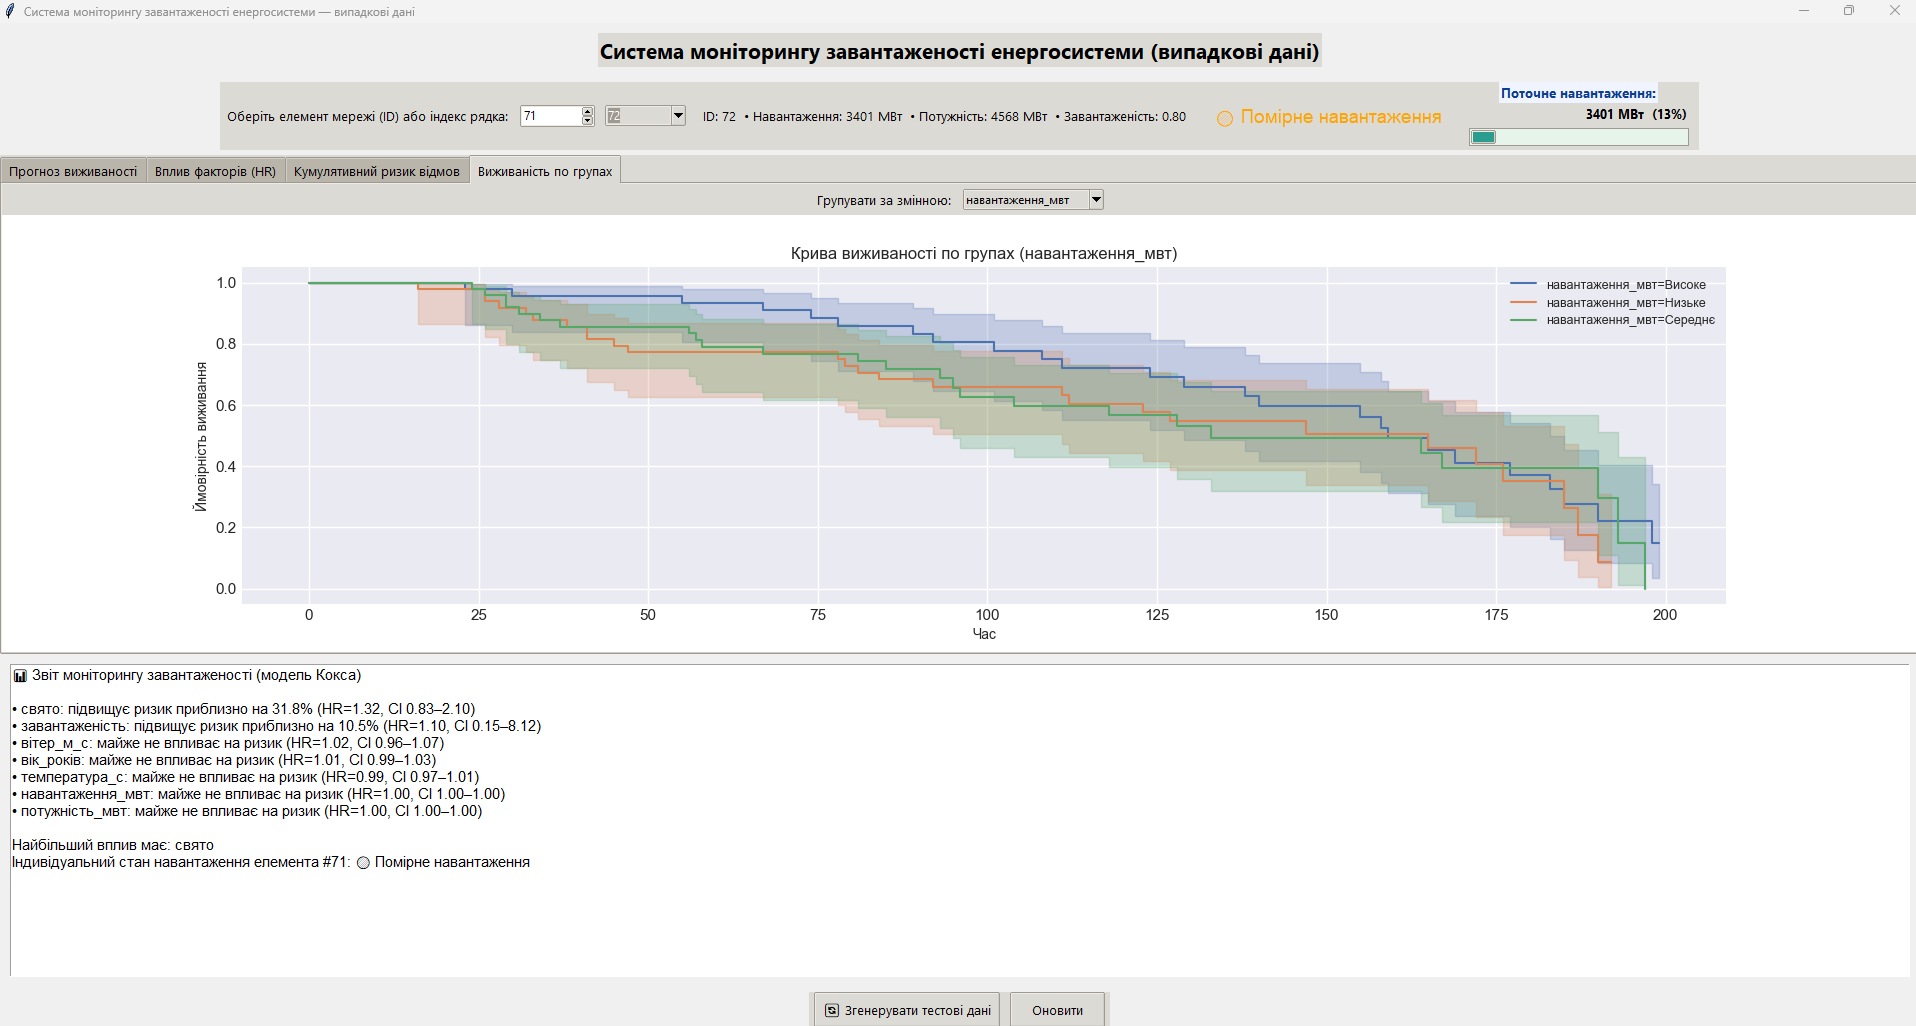 Система моніторингу завантаженості енергосистеми — випадкові дані
Система моніторингу завантаженості енергосистеми (випадкові дані)
Оберіть елемент мережі (ID) або індекс рядка: 71 72 ID: 72 • Навантаження: 3401 МВт • Потужність: 4568 МВт • Завантаженість: 0.80 Помірне навантаження
Поточне навантаження:
3401 МВт (13%)
Прогноз виживаності Вплив факторів (HR) Кумулятивний ризик відмов Виживаність по групах
Групувати за змінною: навантаження_мвт
Крива виживаності по групах (навантаження_мвт)
навантаження_мвт=Високе
навантаження_мвт=Низьке
навантаження_мвт=Середнє
Ймовірність виживання
1.0
0.8
0.6
0.4
0.2
0.0
0 25 50 75 100 125 150 175 200
Час
Звіт моніторингу завантаженості (модель Кокса)
• свято: підвищує ризик приблизно на 31.8% (HR=1.32, CI 0.83–2.10)
• завантаженість: підвищує ризик приблизно на 10.5% (HR=1.10, CI 0.15–8.12)
• вітер_м_с: майже не впливає на ризик (HR=1.02, CI 0.96–1.07)
• вік_років: майже не впливає на ризик (HR=1.01, CI 0.99–1.03)
• температура_с: майже не впливає на ризик (HR=0.99, CI 0.97–1.01)
• навантаження_мвт: майже не впливає на ризик (HR=1.00, CI 1.00–1.00)
• потужність_мвт: майже не впливає на ризик (HR=1.00, CI 1.00–1.00)
Найбільший вплив має: свято
Індивідуальний стан навантаження елемента #71: Помірне навантаження
Згенерувати тестові дані Оновити